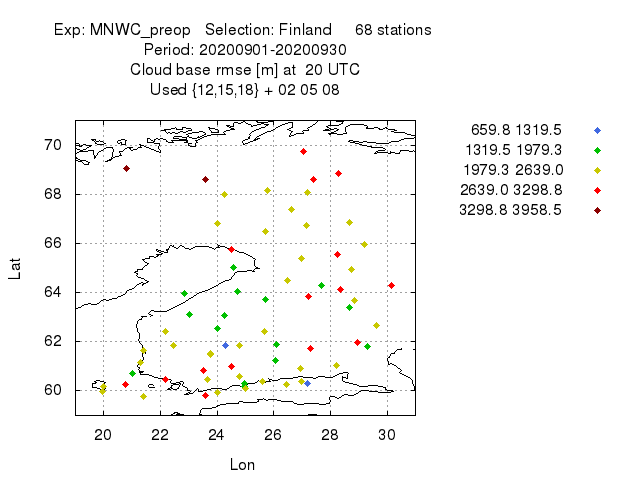 Exp: MNWC_preop   Selection: Finland     68 stations
Period: 20200901-20200930
Cloud base rmse [m] at  20 UTC
Used {12,15,18} + 02 05 08
659.8 1319.5
1319.5 1979.3
1979.3 2639.0
2639.0 3298.8
3298.8 3958.5
70
68
66
64
62
60
Lat
20 22 24 26 28 30
Lon